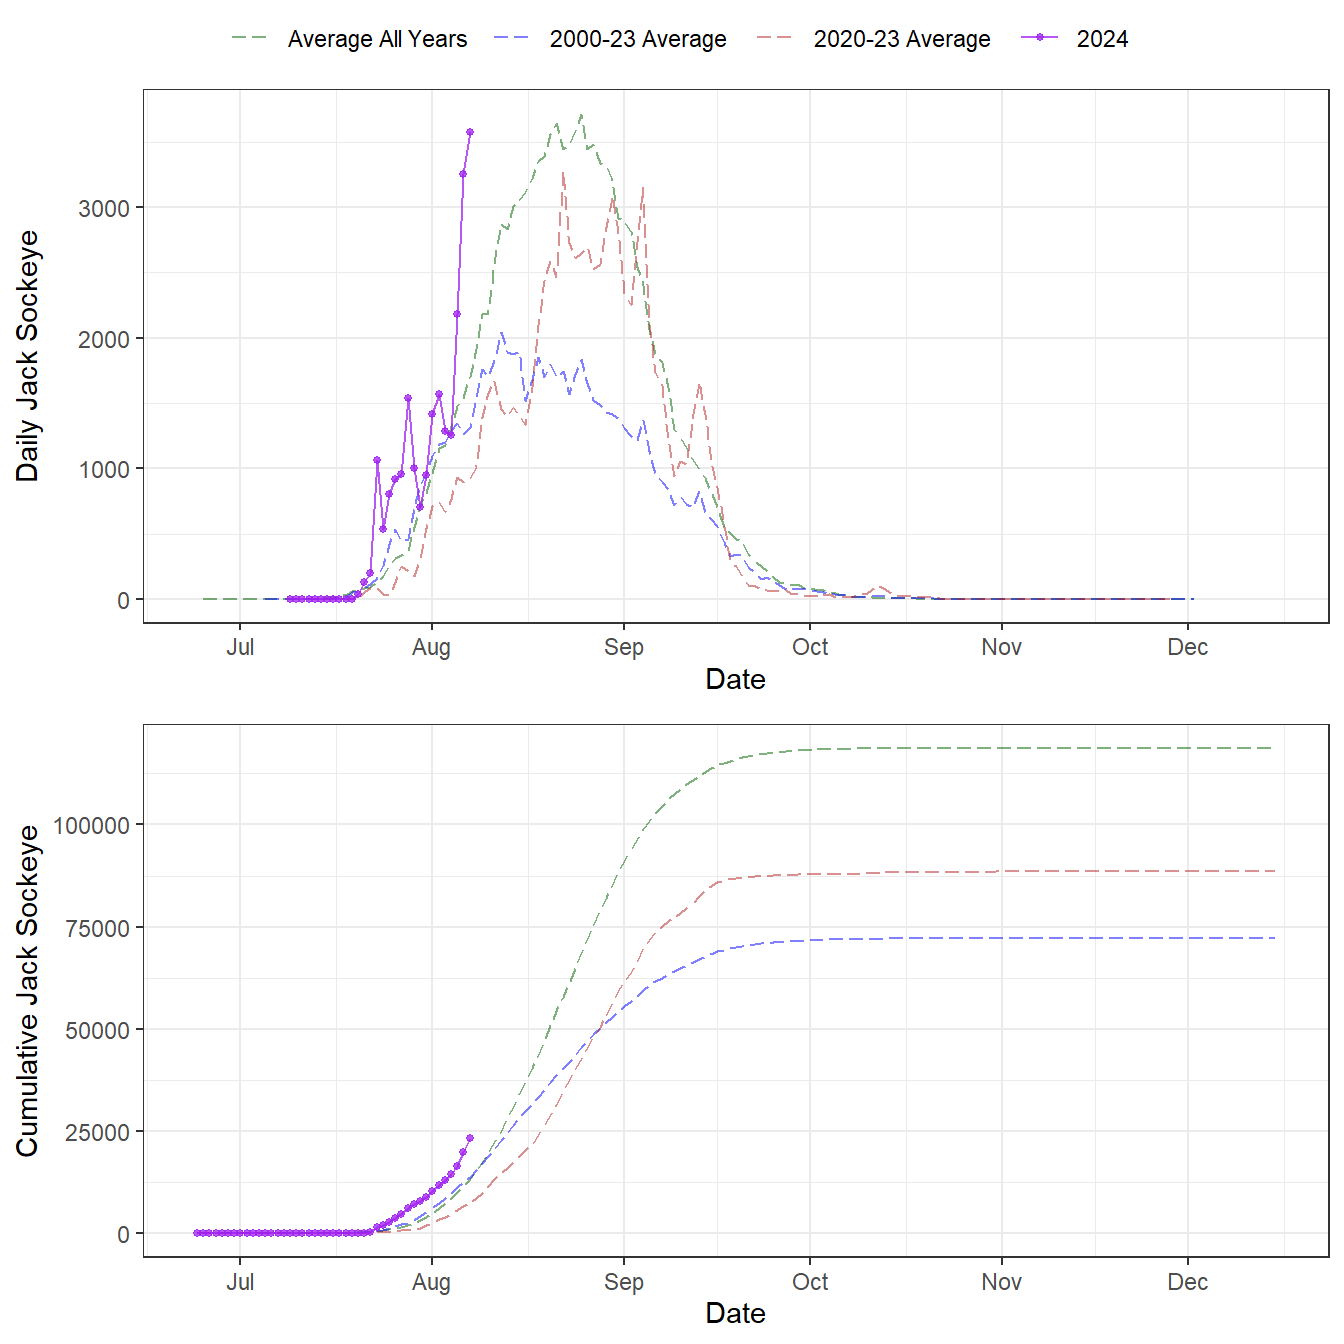 Average All Years 2000-23 Average 2020-23 Average 2024
Daily Jack Sockeye
3000
2000
1000
0
Jul Aug Sep Oct Nov Dec
Date
Cumulative Jack Sockeye
100000
75000
50000
25000
0
Jul Aug Sep Oct Nov Dec
Date